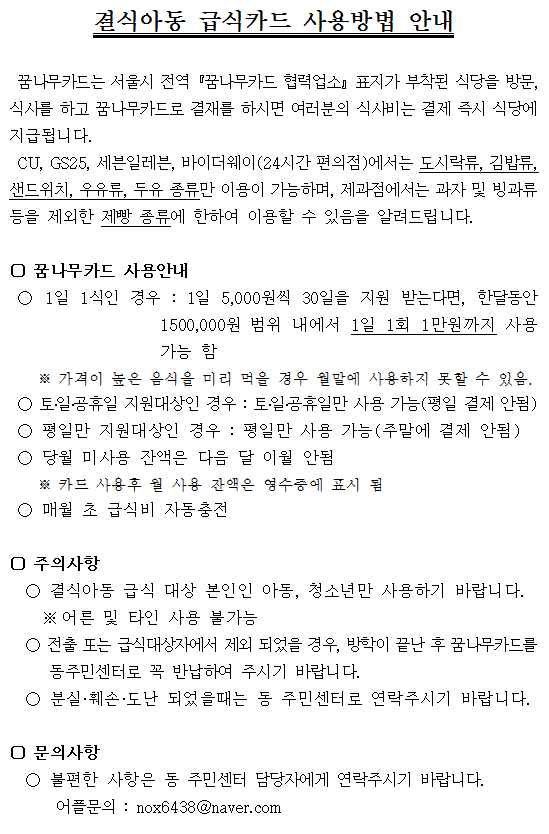 결식아동 급식카드 사용방법 안내
꿈나무카드는 서울시 전역 『꿈나무카드 협력업소』 표지가 부착된 식당을 방문,
식사를 하고 꿈나무카드로 결재를 하시면 여러분의 식사비는 결제 즉시 식당에
지급됩니다.
CU, GS25, 세븐일레븐, 바이더웨이(24시간 편의점)에서는 도시락류, 김밥류,
샌드위치, 우유류, 두유 종류만 이용이 가능하며, 제과점에서는 과자 및 빙과류
등을 제외한 제빵 종류에 한하여 이용할 수 있음을 알려드립니다.
□ 꿈나무카드 사용안내
○ 1일 1식인 경우 : 1일 5,000원씩 30일을 지원 받는다면, 한달동안
1500,000원 범위 내에서 1일 1회 1만원까지 사용
가능 함
※ 가격이 높은 음식을 미리 먹을 경우 월말에 사용하지 못할 수 있음.
○ 토·일·공휴일 지원대상인 경우 : 토·일·공휴일만 사용 가능(평일 결제 안됨)
○ 평일만 지원대상인 경우 : 평일만 사용 가능(주말에 결제 안됨)
○ 당월 미사용 잔액은 다음 달 이월 안됨
※ 카드 사용후 월 사용 잔액은 영수증에 표시 됨
○ 매월 초 급식비 자동충전
□ 주의사항
○ 결식아동 급식 대상 본인인 아동, 청소년만 사용하기 바랍니다.
※ 어른 및 타인 사용 불가능
○ 전출 또는 급식대상자에서 제외 되었을 경우, 방학이 끝난 후 꿈나무카드를
동주민센터로 꼭 반납하여 주시기 바랍니다.
○ 분실·훼손·도난 되었을때는 동 주민센터로 연락주시기 바랍니다.
□ 문의사항
○ 불편한 사항은 동 주민센터 담당자에게 연락주시기 바랍니다.
어플문의 : nox6438@naver.com